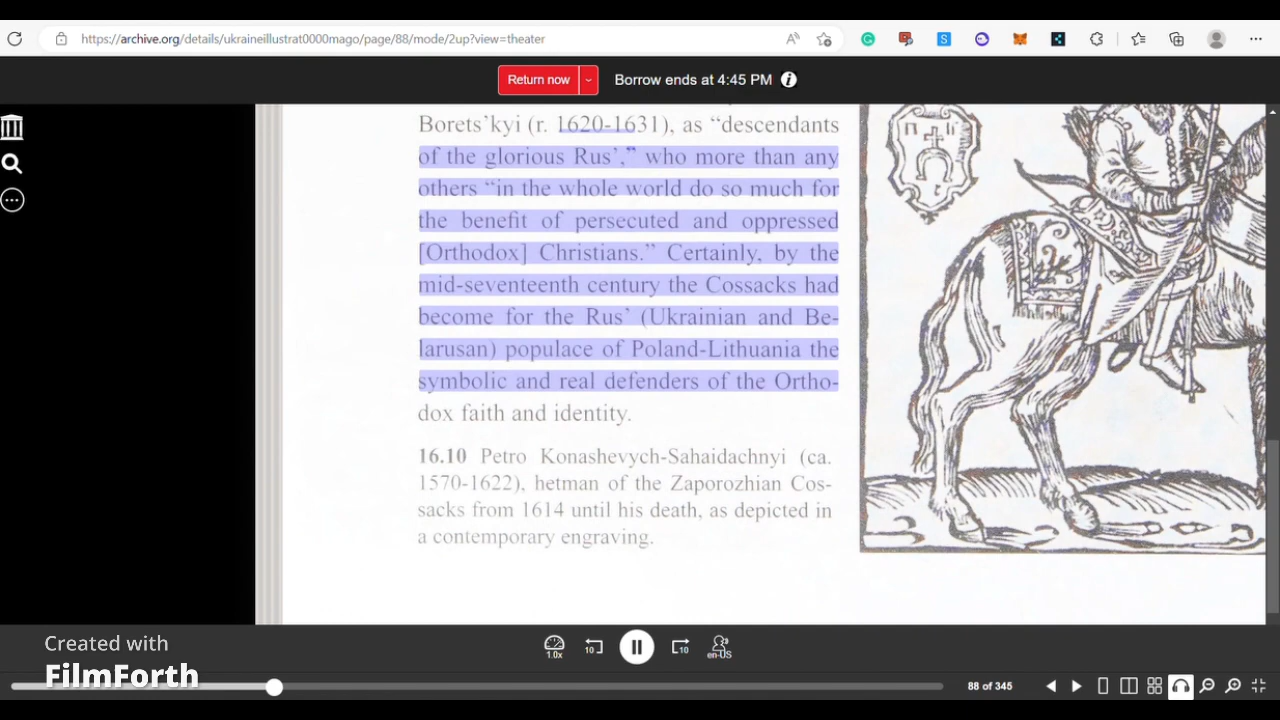 https://archive.org/details/ukraineillustrat0000mago/page/88/mode/2up?view=theater
Return now
Borrow ends at 4:45 PM
Borets'kyi (r. 1620-1631), as "descendants
of the glorious Rus'," who more than any
others "in the whole world do so much for
the benefit of persecuted and oppressed
[Orthodox] Christians." Certainly, by the
mid-seventeenth century the Cossacks had
become for the Rus' (Ukrainian and Be-
larusan) populace of Poland-Lithuania the
symbolic and real defenders of the Ortho-
dox faith and identity.
16.10 Petro Konashevych-Sahaidachnyi (ca.
1570-1622), hetman of the Zaporozhian Cos-
sacks from 1614 until his death, as depicted in
a contemporary engraving.
1.0x
10
10
en-US
Created with
FilmForth
88 of 345